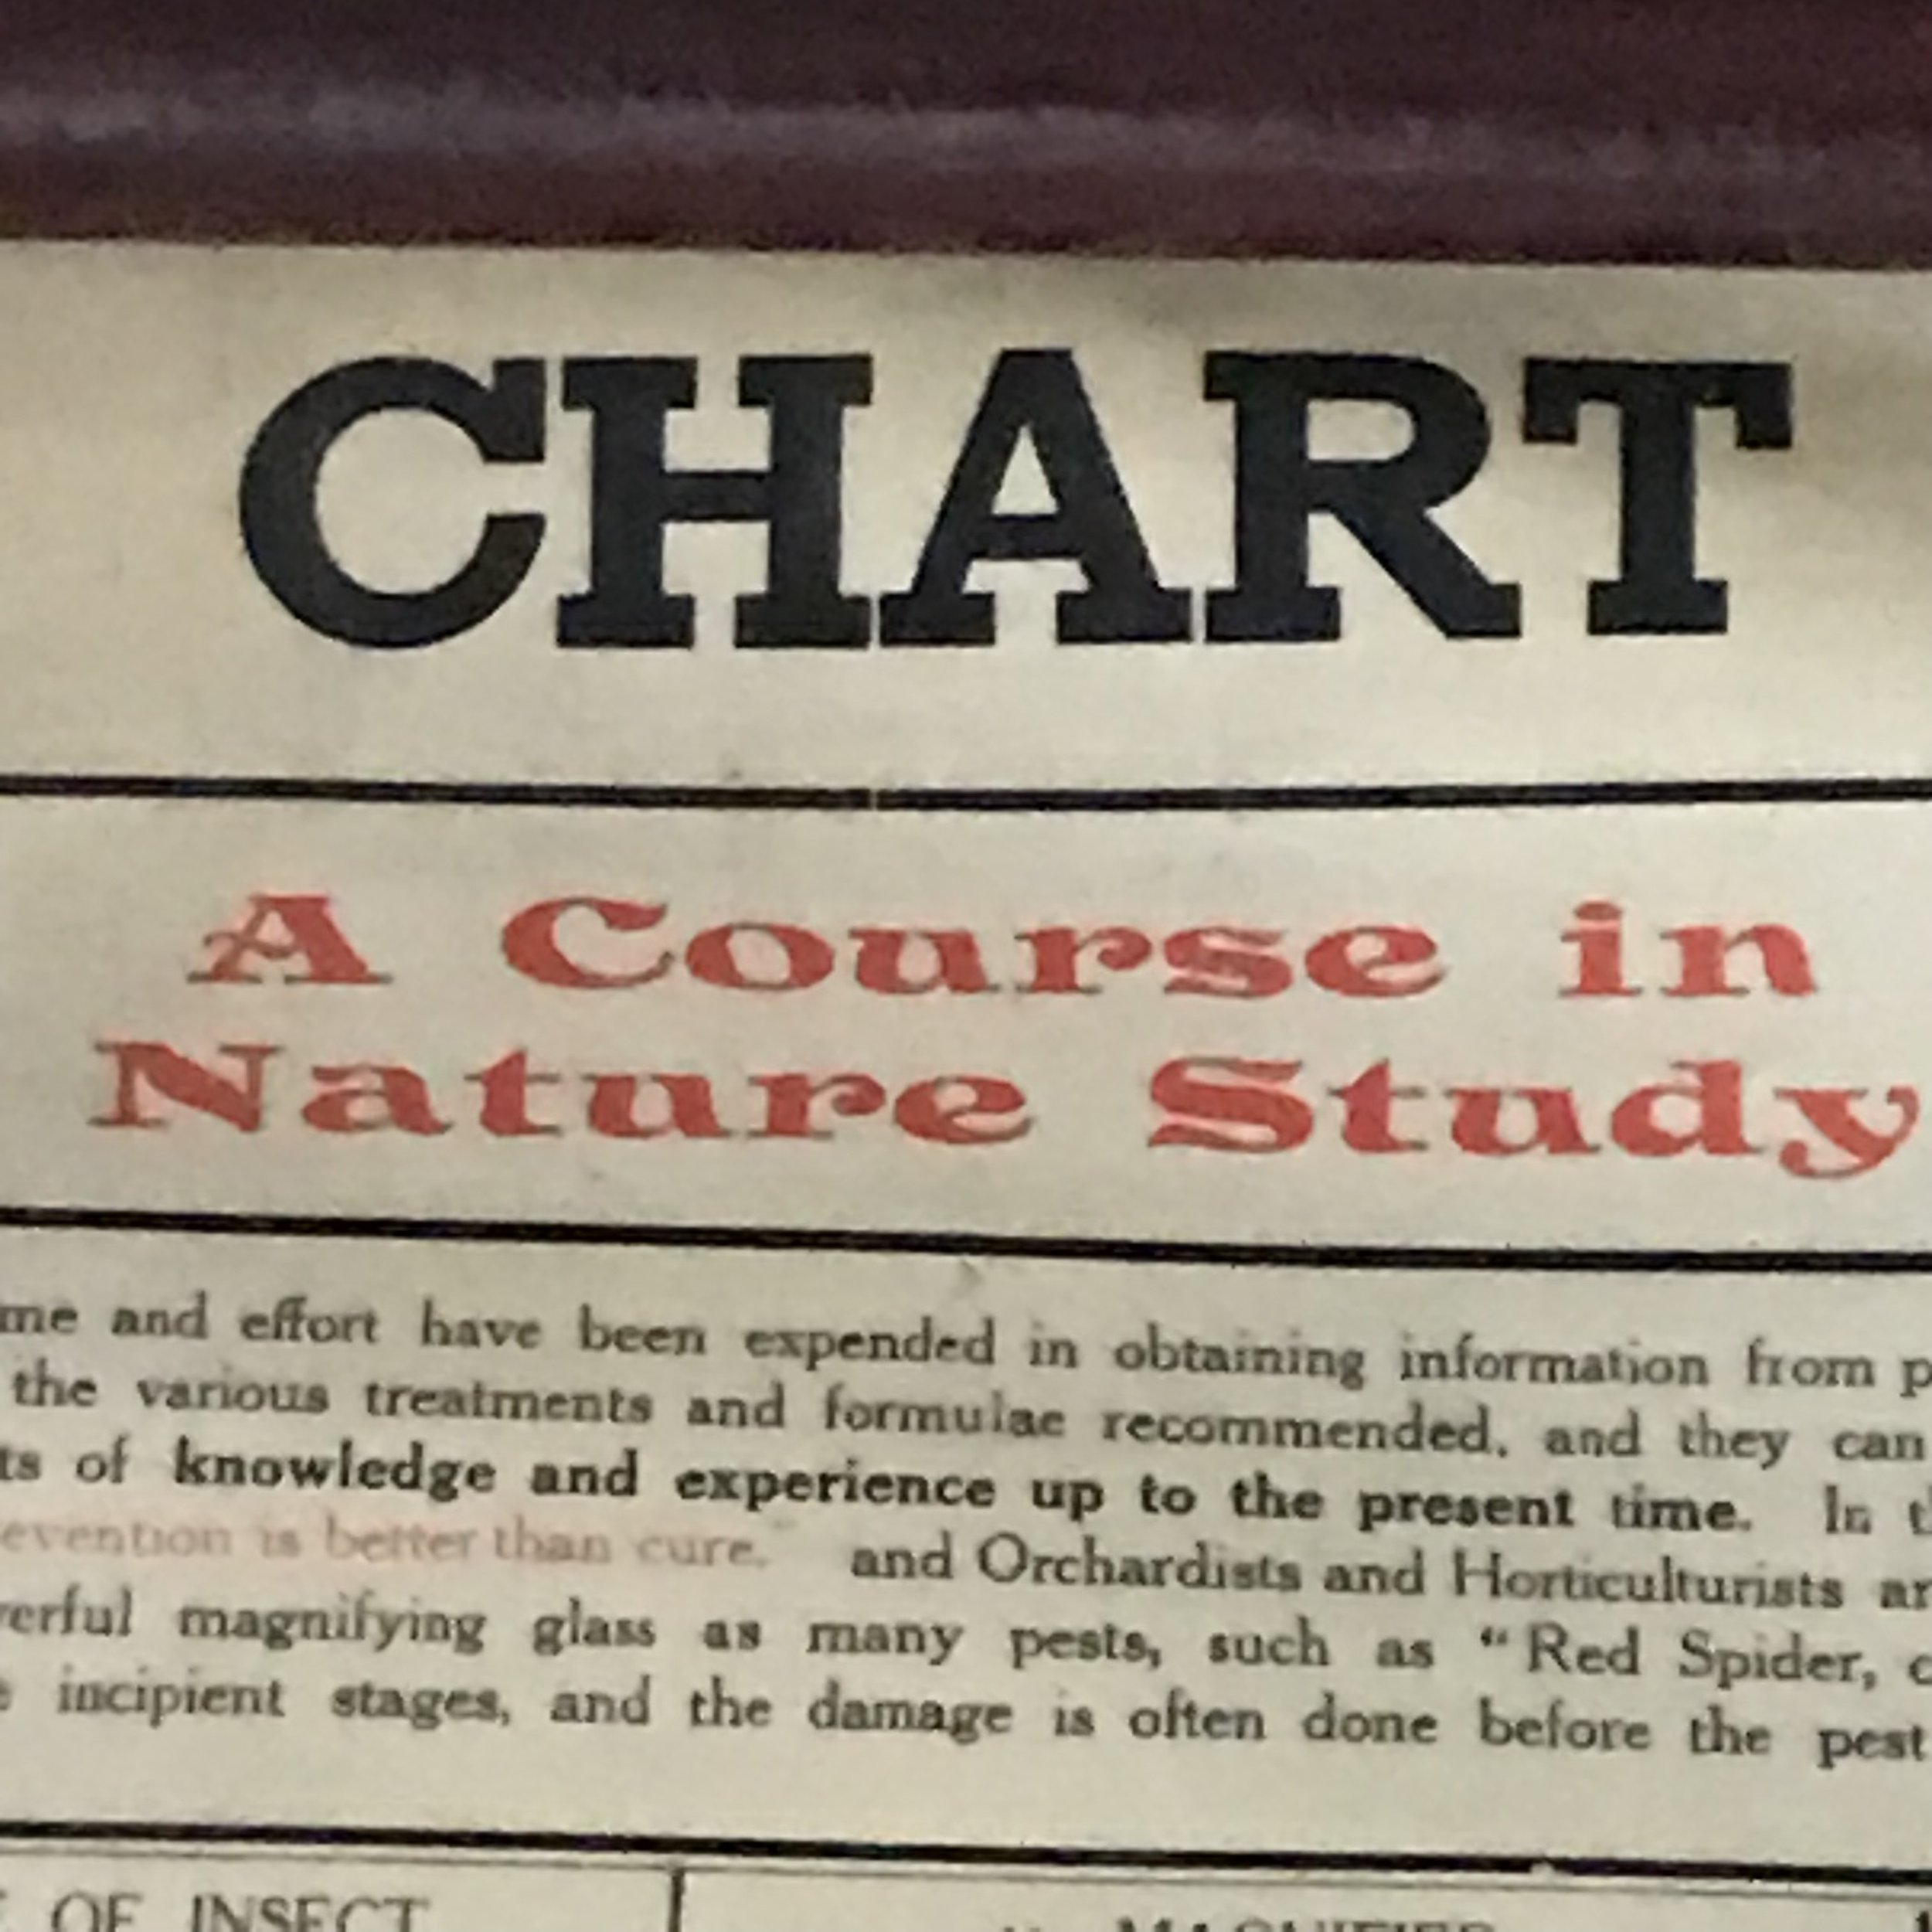 CHART
A Course in
Nature Study
me and effort have been expended in obtaining information from p
the various treatments and formulae recommended, and they can
ts of knowledge and experience up to the present time. In t
evention is better than cure. and Orchardists and Horticulturists ar
erful magnifying glass as many pests, such as "Red Spider, c
incipient stages, and the damage is often done before the pest
OF INSECT